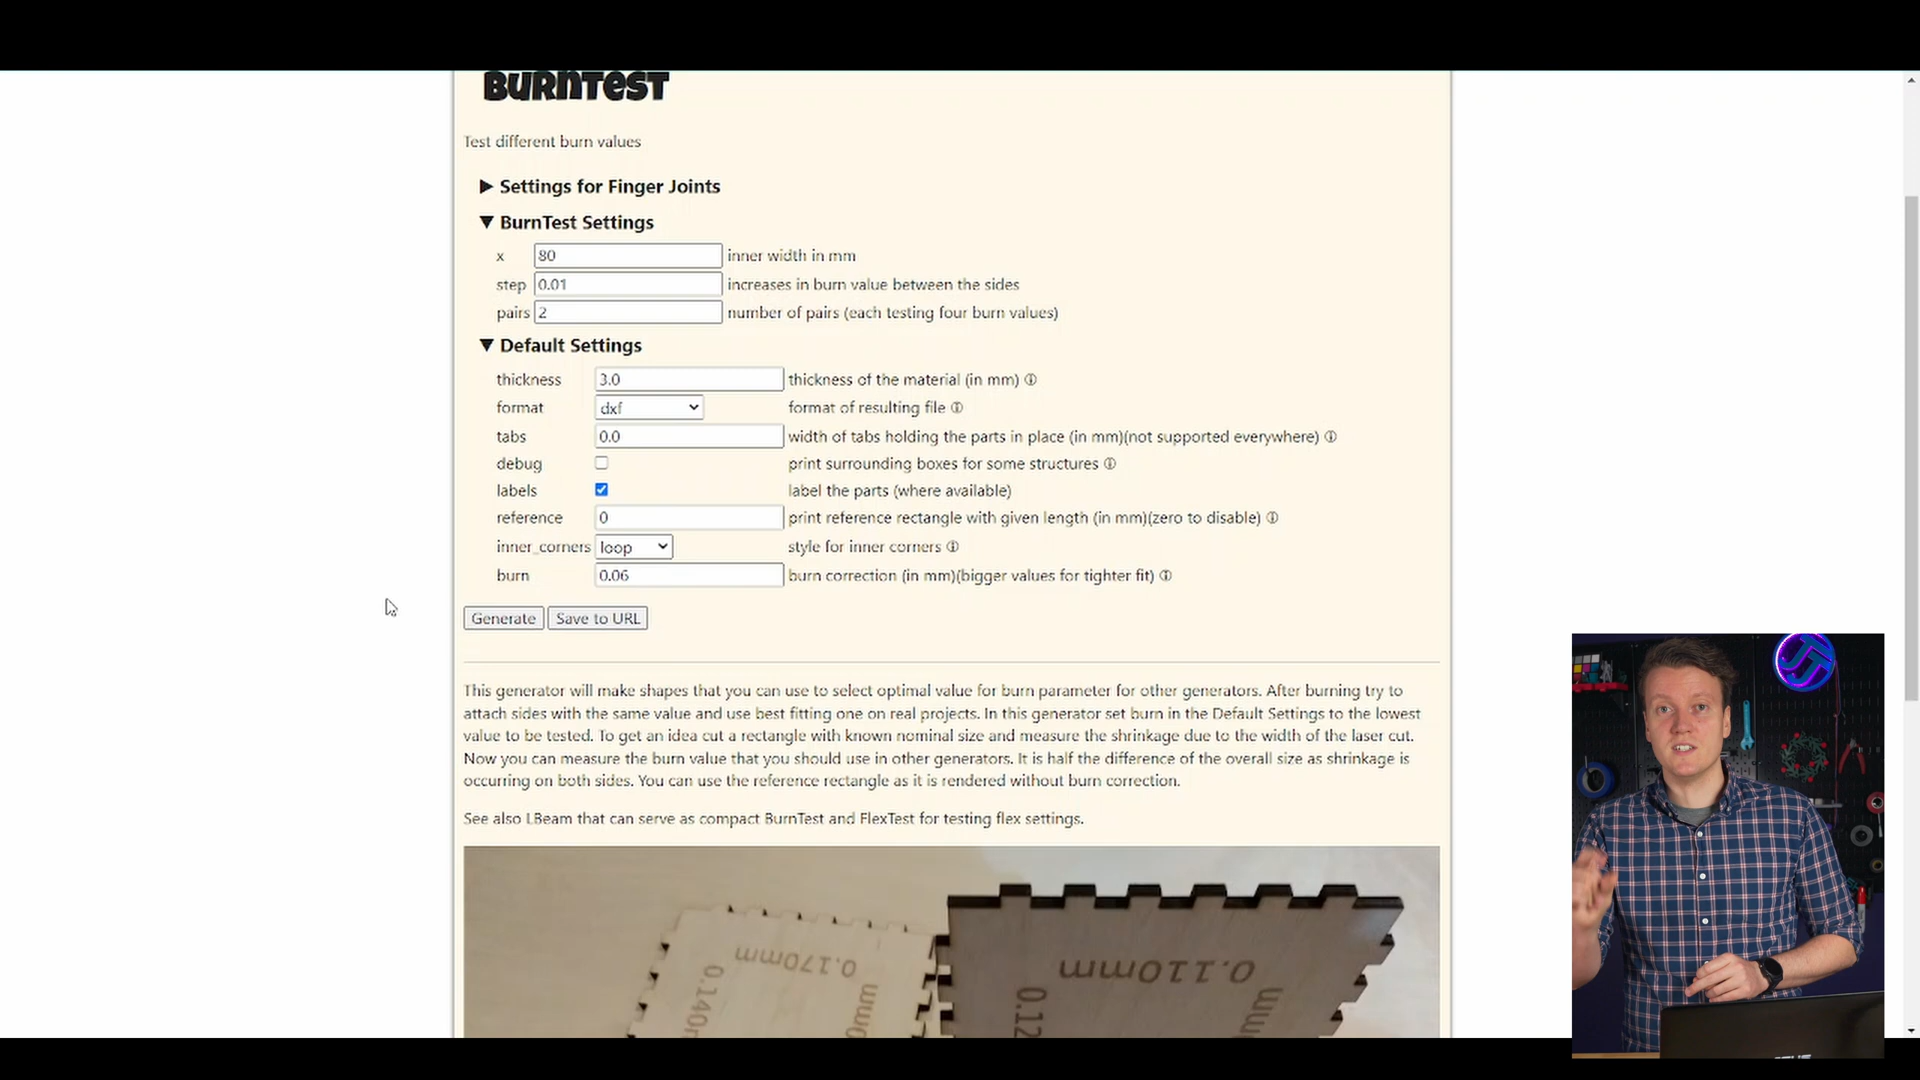 BURNTEST
Test different burn values
▶ Settings for Finger Joints
▼ BurnTest Settings
x 80 inner width in mm
step 0.01 increases in burn value between the sides
pairs 2 number of pairs (each testing four burn values)
▼ Default Settings
thickness 3.0 thickness of the material (in mm) ⓘ
format dxf format of resulting file ⓘ
tabs 0.0 width of tabs holding the parts in place (in mm)(not supported everywhere) ⓘ
debug print surrounding boxes for some structures ⓘ
labels label the parts (where available)
reference 0 print reference rectangle with given length (in mm)(zero to disable) ⓘ
inner_corners loop style for inner corners ⓘ
burn 0.06 burn correction (in mm)(bigger values for tighter fit) ⓘ
Generate Save to URL
This generator will make shapes that you can use to select optimal value for burn parameter for other generators. After burning try to
attach sides with the same value and use best fitting one on real projects. In this generator set burn in the Default Settings to the lowest
value to be tested. To get an idea cut a rectangle with known nominal size and measure the shrinkage due to the width of the laser cut.
Now you can measure the burn value that you should use in other generators. It is half the difference of the overall size as shrinkage is
occurring on both sides. You can use the reference rectangle as it is rendered without burn correction.
See also LBeam that can serve as compact BurnTest and FlexTest for testing flex settings.
0.170mm
0.110mm
0.140
0mm
0.12
mm